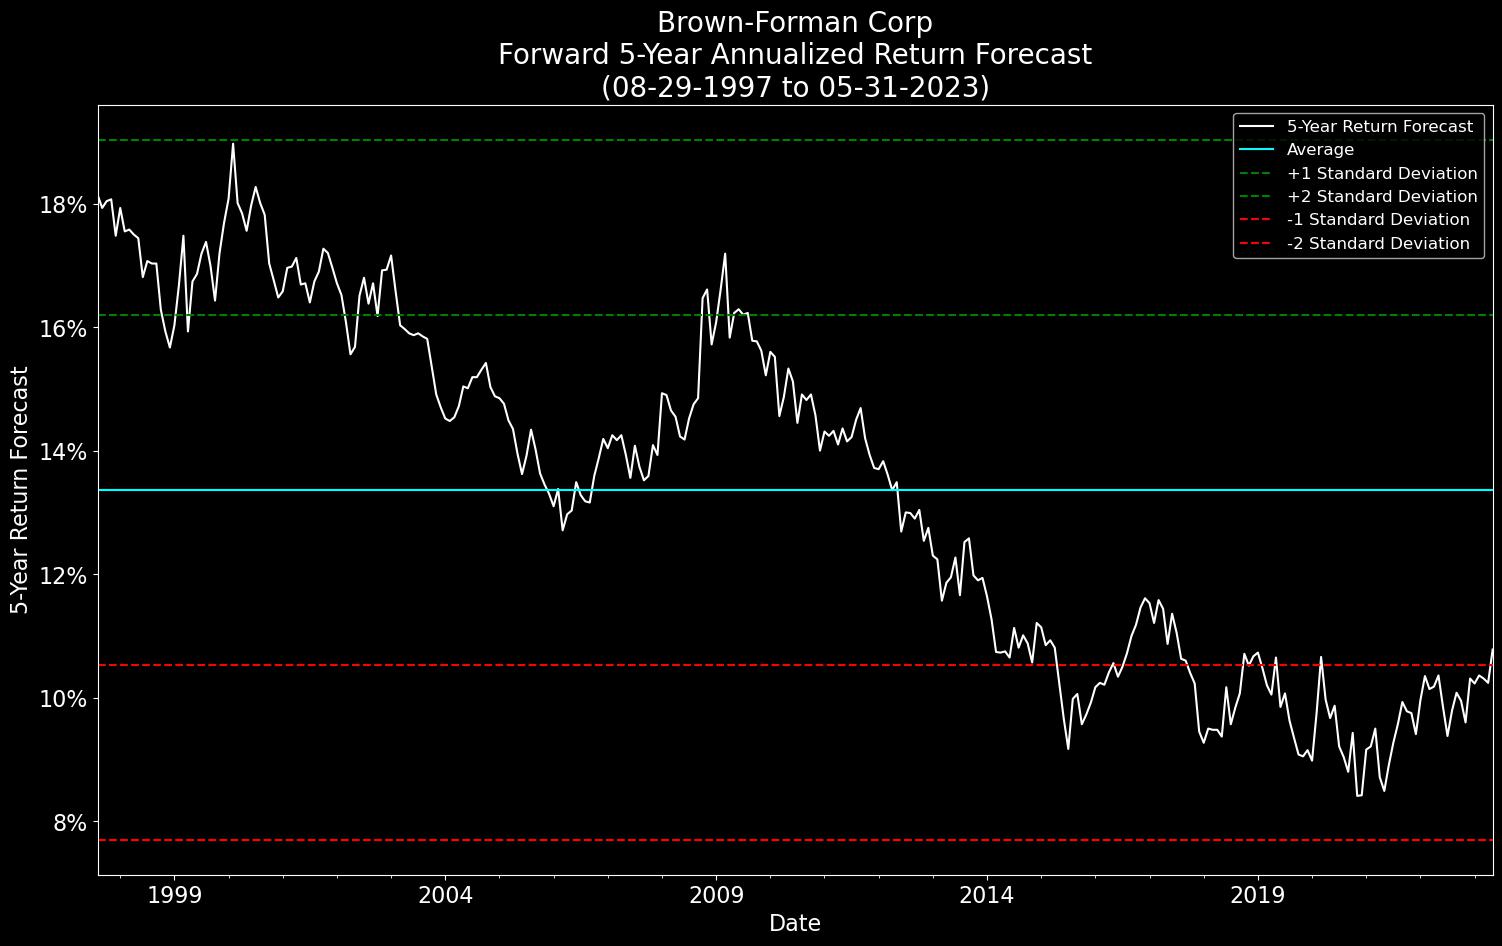 Brown-Forman Corp
Forward 5-Year Annualized Return Forecast
(08-29-1997 to 05-31-2023)
5-Year Return Forecast
Average
+1 Standard Deviation
+2 Standard Deviation
-1 Standard Deviation
-2 Standard Deviation
18%
16%
14%
12%
10%
8%
5-Year Return Forecast
1999 2004 2009 2014 2019
Date